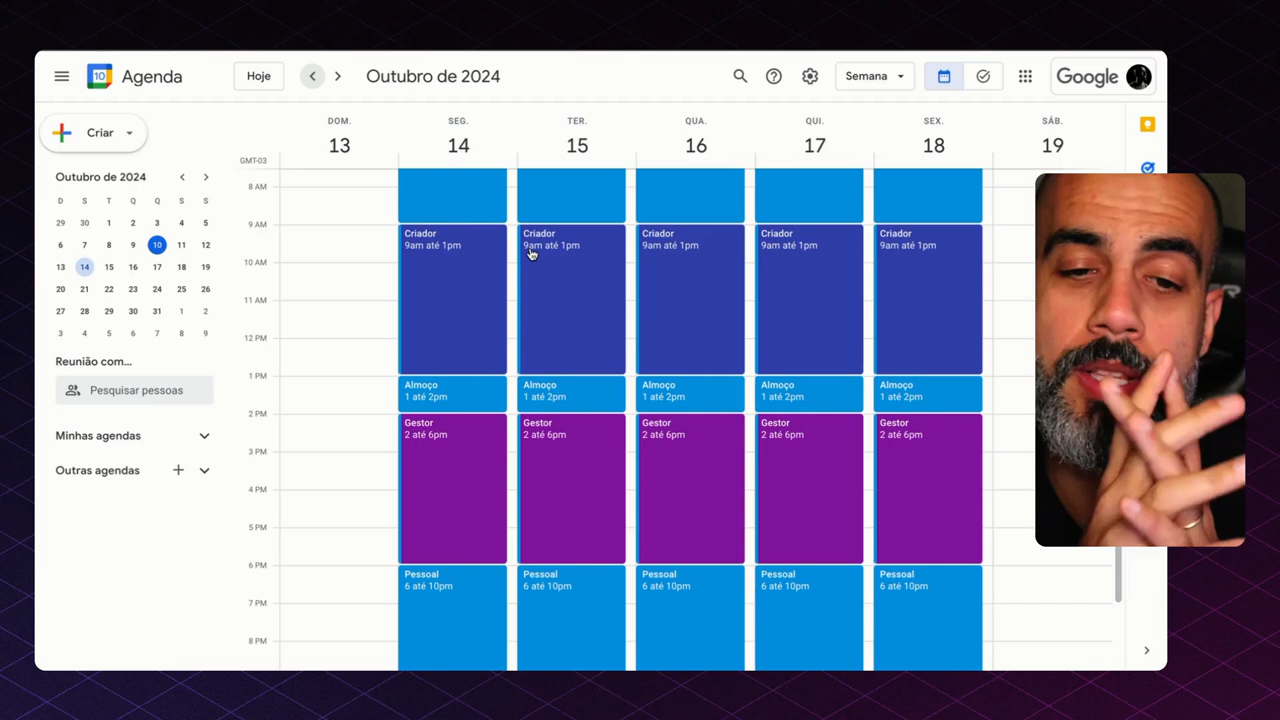 10 Agenda Hoje Outubro de 2024 Semana Google
Criar
Outubro de 2024
D S T Q Q S S
29 30 1 2 3 4 5
6 7 8 9 10 11 12
13 14 15 16 17 18 19
20 21 22 23 24 25 26
27 28 29 30 31 1 2
3 4 5 6 7 8 9
Reunião com...
Pesquisar pessoas
Minhas agendas
Outras agendas
DOM. SEG. TER. QUA. QUI. SEX. SÁB.
13 14 15 16 17 18 19
GMT-03
8 AM
9 AM
Criador Criador Criador Criador Criador
9am até 1pm 9am até 1pm 9am até 1pm 9am até 1pm 9am até 1pm
10 AM
11 AM
12 PM
1 PM
Almoço Almoço Almoço Almoço Almoço
1 até 2pm 1 até 2pm 1 até 2pm 1 até 2pm 1 até 2pm
2 PM
Gestor Gestor Gestor Gestor Gestor
2 até 6pm 2 até 6pm 2 até 6pm 2 até 6pm 2 até 6pm
3 PM
4 PM
5 PM
6 PM
Pessoal Pessoal Pessoal Pessoal Pessoal
6 até 10pm 6 até 10pm 6 até 10pm 6 até 10pm 6 até 10pm
7 PM
8 PM